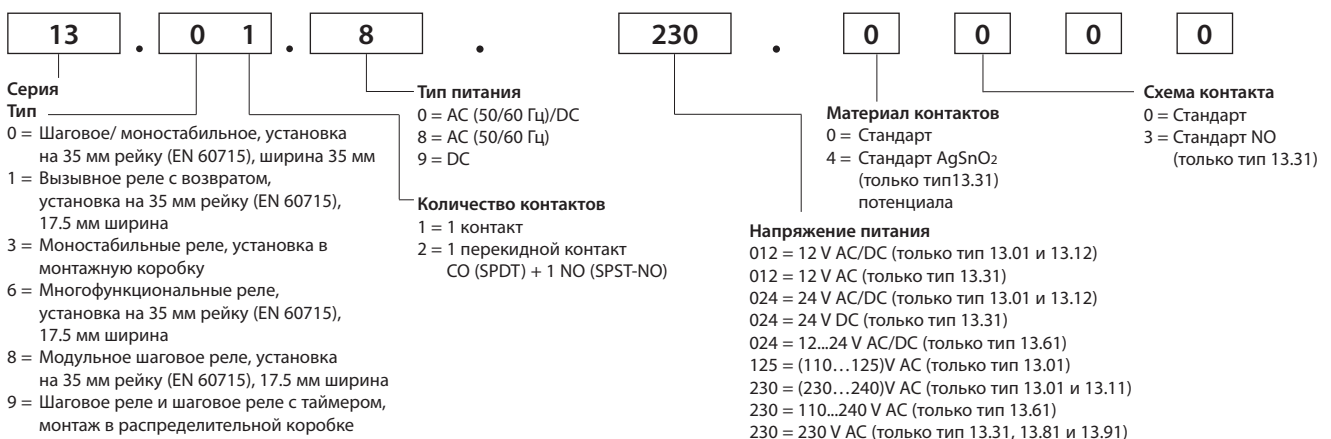 13 . 0 1 . 8 . 230 . 0 0 0 0
Серия
Тип
0 = Шаговое/ моностабильное, установка
на 35 мм рейку (EN 60715), ширина 35 мм
1 = Вызывное реле с возвратом,
установка на 35 мм рейку (EN 60715),
17.5 мм ширина
3 = Моностабильные реле, установка в
монтажную коробку
6 = Многофункциональные реле,
установка на 35 мм рейку (EN 60715),
17.5 мм ширина
8 = Модульное шаговое реле, установка
на 35 мм рейку (EN 60715), 17.5 мм ширина
9 = Шаговое реле и шаговое реле с таймером,
монтаж в распределительной коробке
Тип питания
0 = AC (50/60 Гц)/DC
8 = AC (50/60 Гц)
9 = DC
Количество контактов
1 = 1 контакт
2 = 1 перекидной контакт
CO (SPDT) + 1 NO (SPST-NO)
Материал контактов
0 = Стандарт
4 = Стандарт AgSnO2
(только тип13.31)
потенциала
Напряжение питания
012 = 12 V AC/DC (только тип 13.01 и 13.12)
012 = 12 V AC (только тип 13.31)
024 = 24 V AC/DC (только тип 13.01 и 13.12)
024 = 24 V DC (только тип 13.31)
024 = 12...24 V AC/DC (только тип 13.61)
125 = (110…125)V AC (только тип 13.01)
230 = (230…240)V AC (только тип 13.01 и 13.11)
230 = 110...240 V AC (только тип 13.61)
230 = 230 V AC (только тип 13.31, 13.81 и 13.91)
Схема контакта
0 = Стандарт
3 = Стандарт NO
(только тип 13.31)